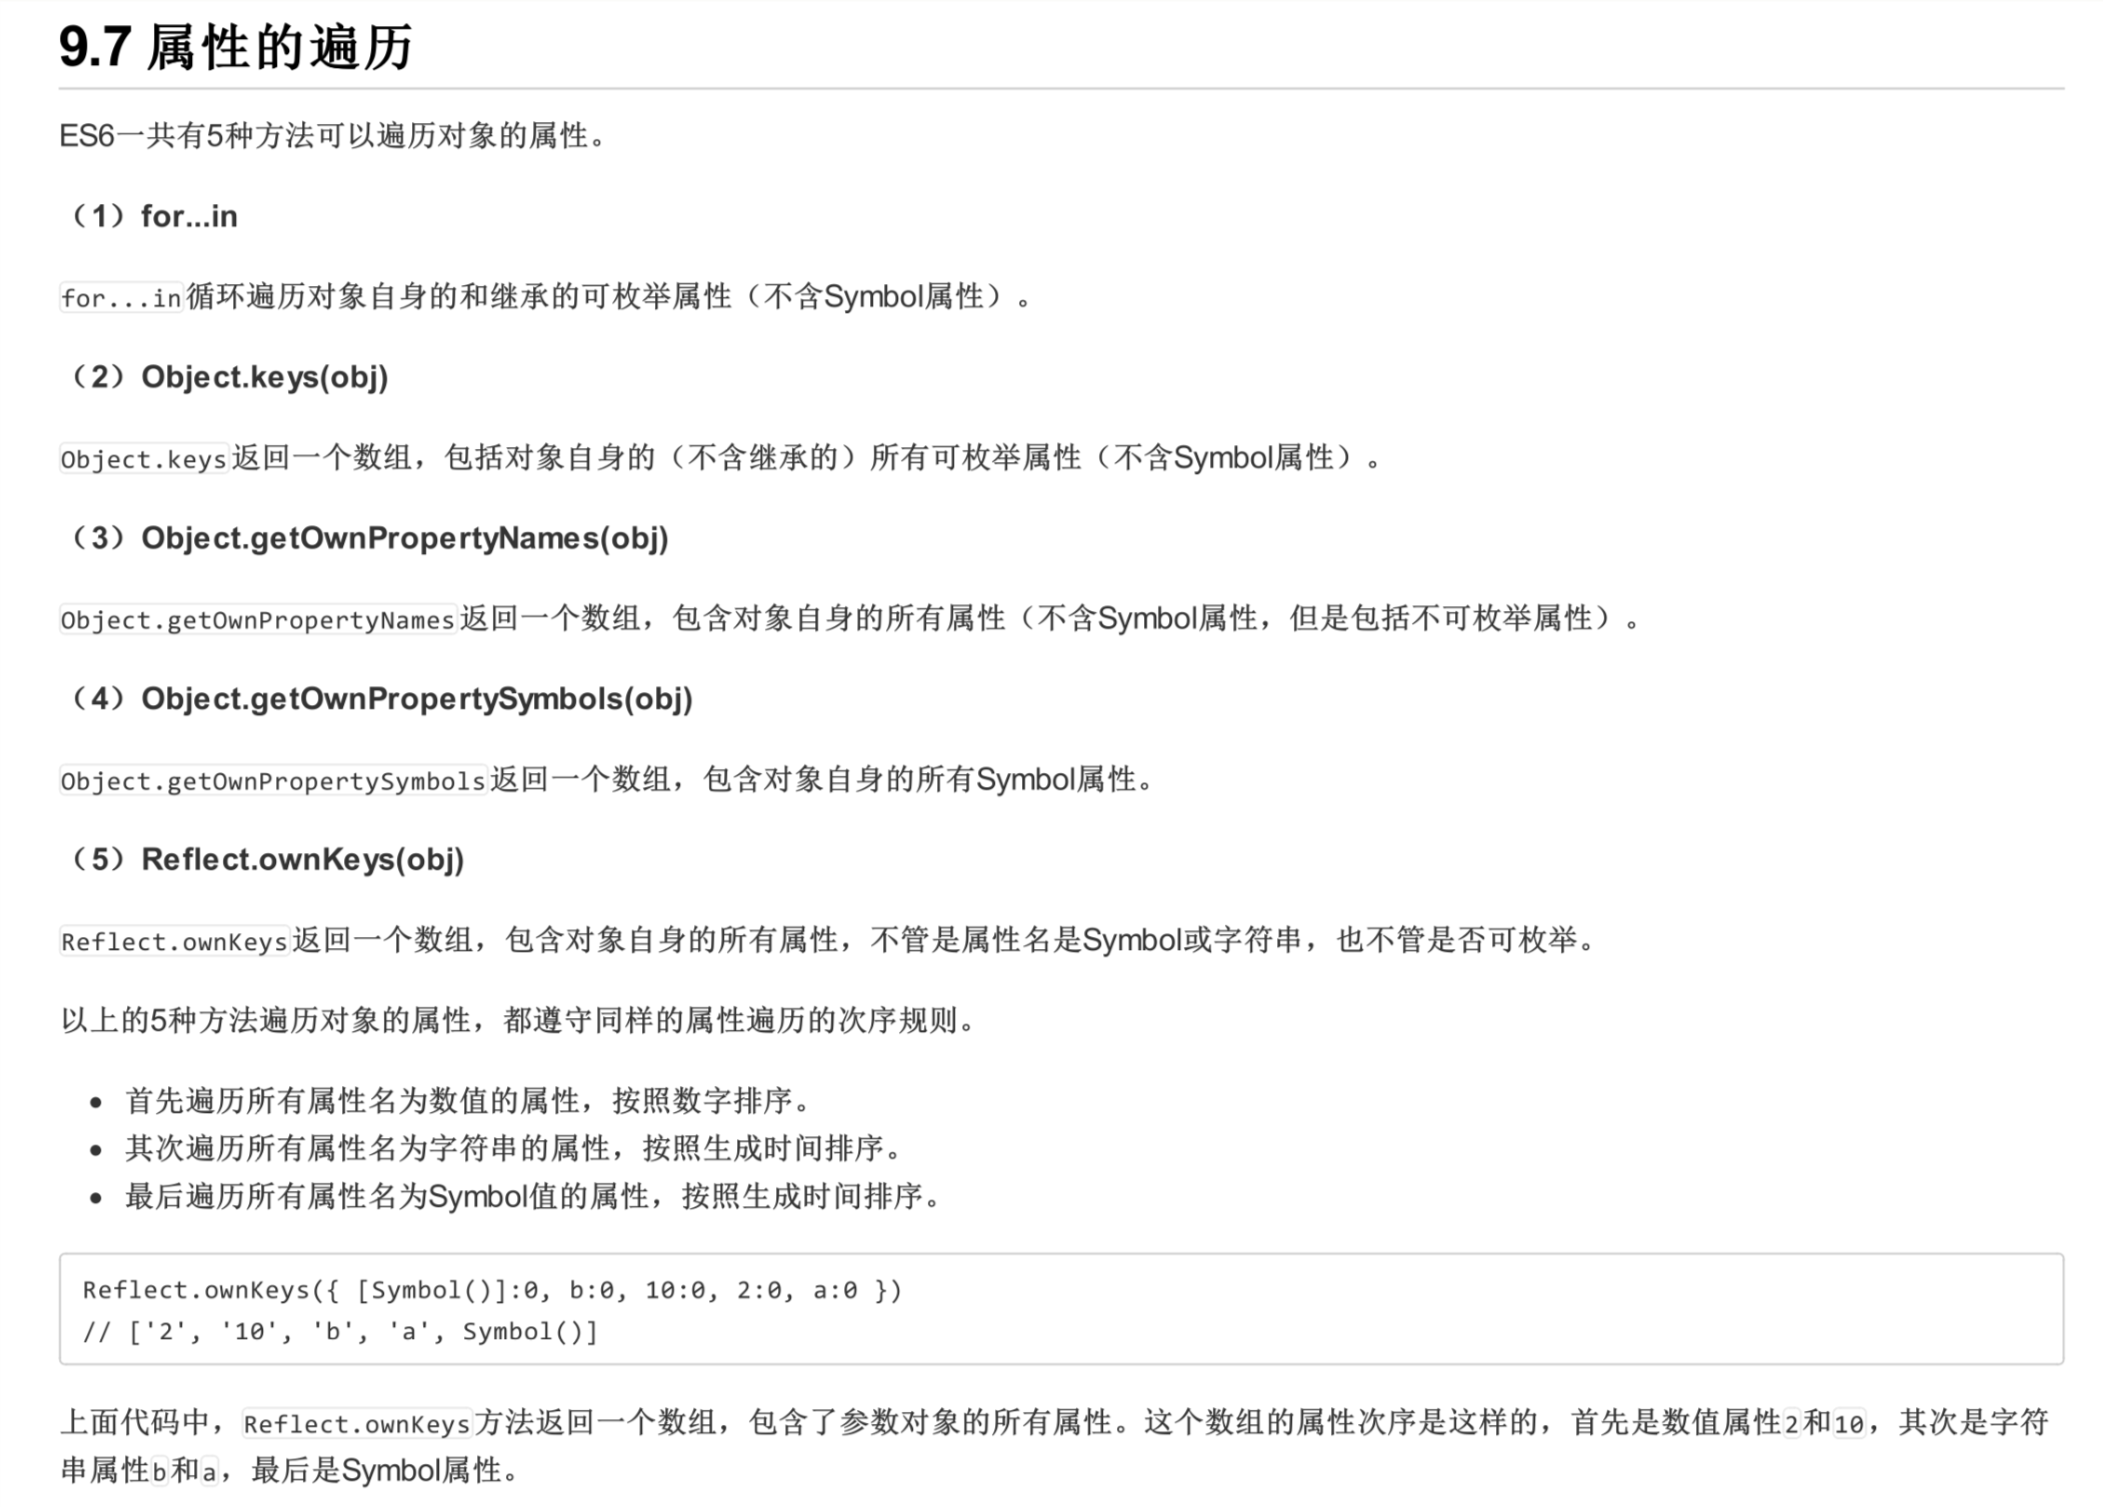 9.7 属性的遍历
ES6一共有5种方法可以遍历对象的属性。
（1）for...in
for...in循环遍历对象自身的和继承的可枚举属性（不含Symbol属性）。
（2）Object.keys(obj)
Object.keys返回一个数组，包括对象自身的（不含继承的）所有可枚举属性（不含Symbol属性）。
（3）Object.getOwnPropertyNames(obj)
Object.getOwnPropertyNames返回一个数组，包含对象自身的所有属性（不含Symbol属性，但是包括不可枚举属性）。
（4）Object.getOwnPropertySymbols(obj)
Object.getOwnPropertySymbols返回一个数组，包含对象自身的所有Symbol属性。
（5）Reflect.ownKeys(obj)
Reflect.ownKeys返回一个数组，包含对象自身的所有属性，不管是属性名是Symbol或字符串，也不管是否可枚举。
以上的5种方法遍历对象的属性，都遵守同样的属性遍历的次序规则。
• 首先遍历所有属性名为数值的属性，按照数字排序。
• 其次遍历所有属性名为字符串的属性，按照生成时间排序。
• 最后遍历所有属性名为Symbol值的属性，按照生成时间排序。
Reflect.ownKeys({ [Symbol()]:0, b:0, 10:0, 2:0, a:0 })
// ['2', '10', 'b', 'a', Symbol()]
上面代码中，Reflect.ownKeys方法返回一个数组，包含了参数对象的所有属性。这个数组的属性次序是这样的，首先是数值属性2和10，其次是字符
串属性b和a，最后是Symbol属性。